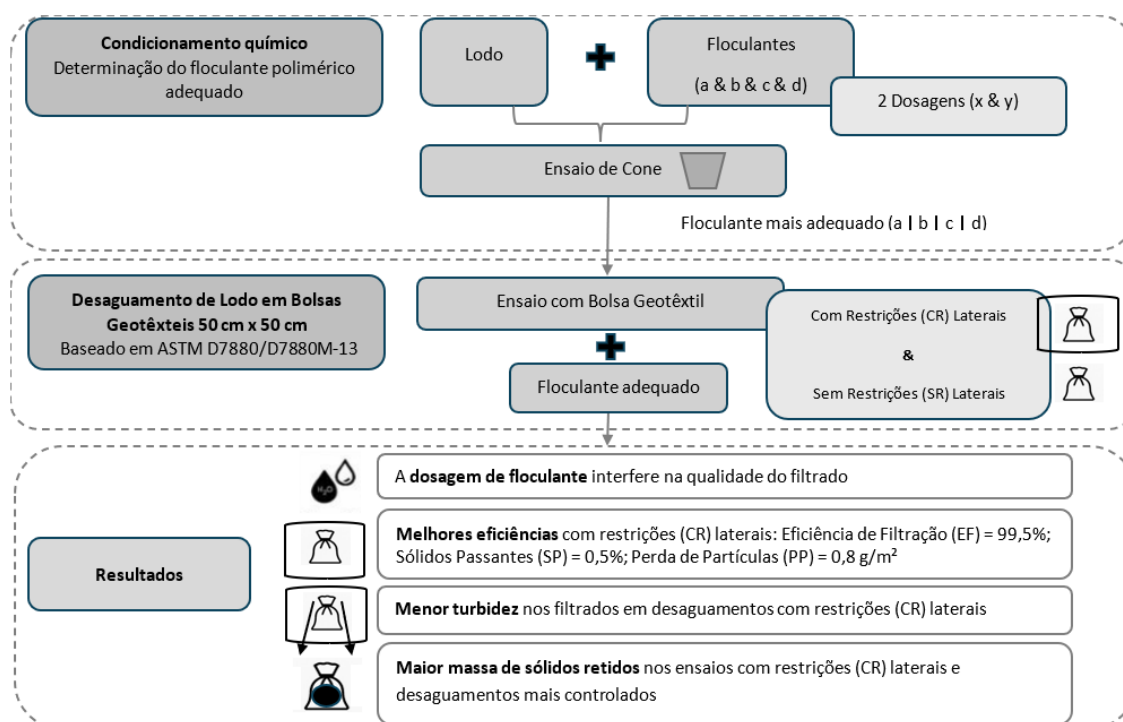 Condicionamento químico
Determinação do floculante polimérico
adequado
Lodo
Floculantes
(a & b & c & d)
2 Dosagens (x & y)
Ensaio de Cone
Floculante mais adequado (a | b | c | d)
Desaguamento de Lodo em Bolsas
Geotêxteis 50 cm x 50 cm
Baseado em ASTM D7880/D7880M-13
Ensaio com Bolsa Geotêxtil
Floculante adequado
Com Restrições (CR) Laterais
&
Sem Restrições (SR) Laterais
Resultados
H₂O
A dosagem de floculante interfere na qualidade do filtrado
Melhores eficiências com restrições (CR) laterais: Eficiência de Filtração (EF) = 99,5%;
Sólidos Passantes (SP) = 0,5%; Perda de Partículas (PP) = 0,8 g/m²
Menor turbidez nos filtrados em desaguamentos com restrições (CR) laterais
Maior massa de sólidos retidos nos ensaios com restrições (CR) laterais e
desaguamentos mais controlados